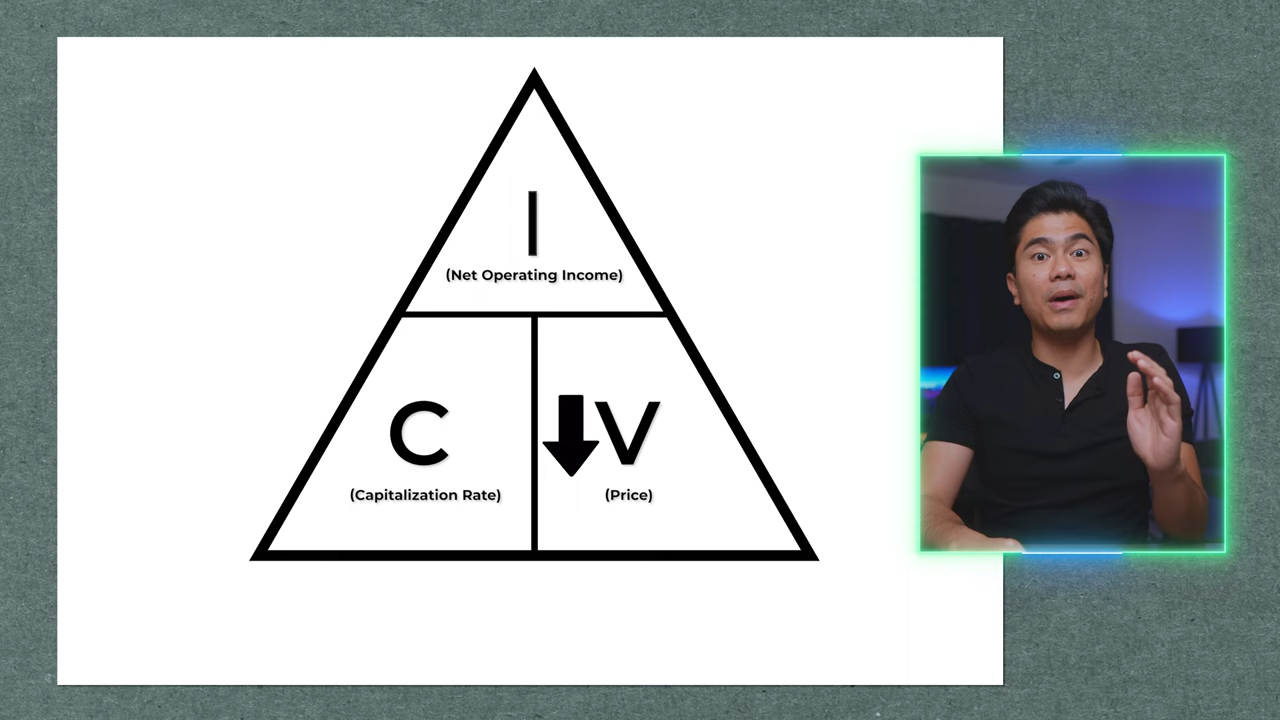 I
(Net Operating Income)
C
(Capitalization Rate)
V
(Price)